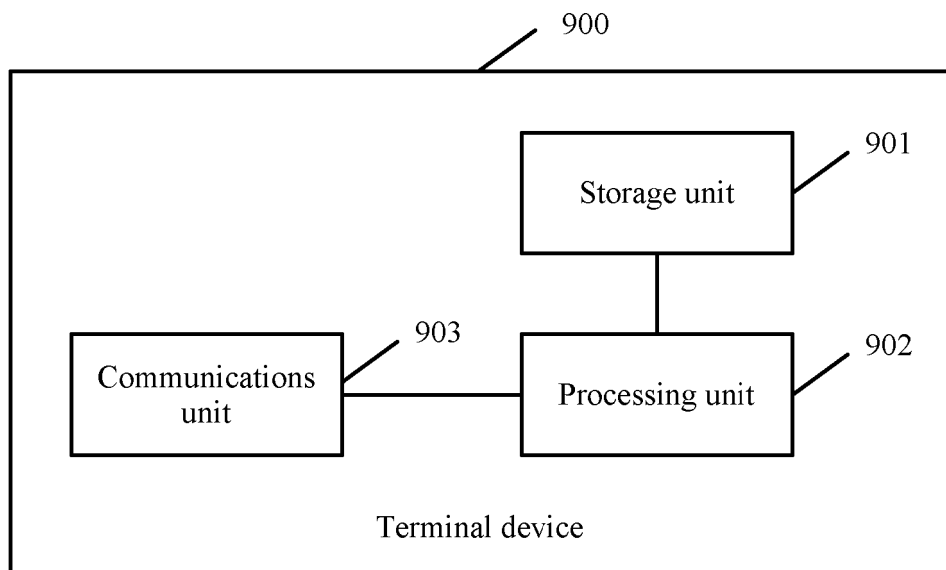 900
901
Storage unit
903
902
Communications
unit
Processing unit
Terminal device